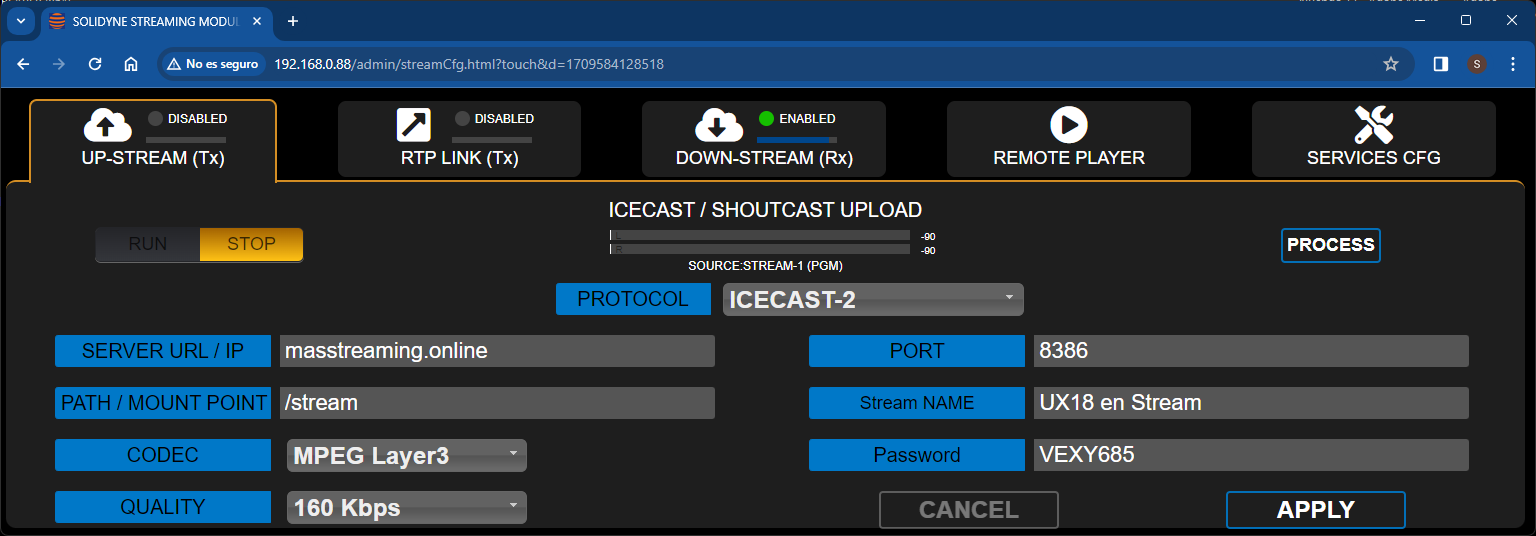 SOLIDYNE STREAMING MODUL
No es seguro 192.168.0.88/admin/streamCfg.html?touch&d=1709584128518 S
DISABLED
UP-STREAM (Tx)
DISABLED
RTP LINK (Tx)
ENABLED
DOWN-STREAM (Rx)
REMOTE PLAYER
SERVICES CFG
ICECAST / SHOUTCAST UPLOAD
RUN STOP
L -90
R -90
PROCESS
SOURCE:STREAM-1 (PGM)
PROTOCOL ICECAST-2
SERVER URL / IP masstreaming.online PORT 8386
PATH / MOUNT POINT /stream Stream NAME UX18 en Stream
CODEC MPEG Layer3 Password VEXY685
QUALITY 160 Kbps CANCEL APPLY